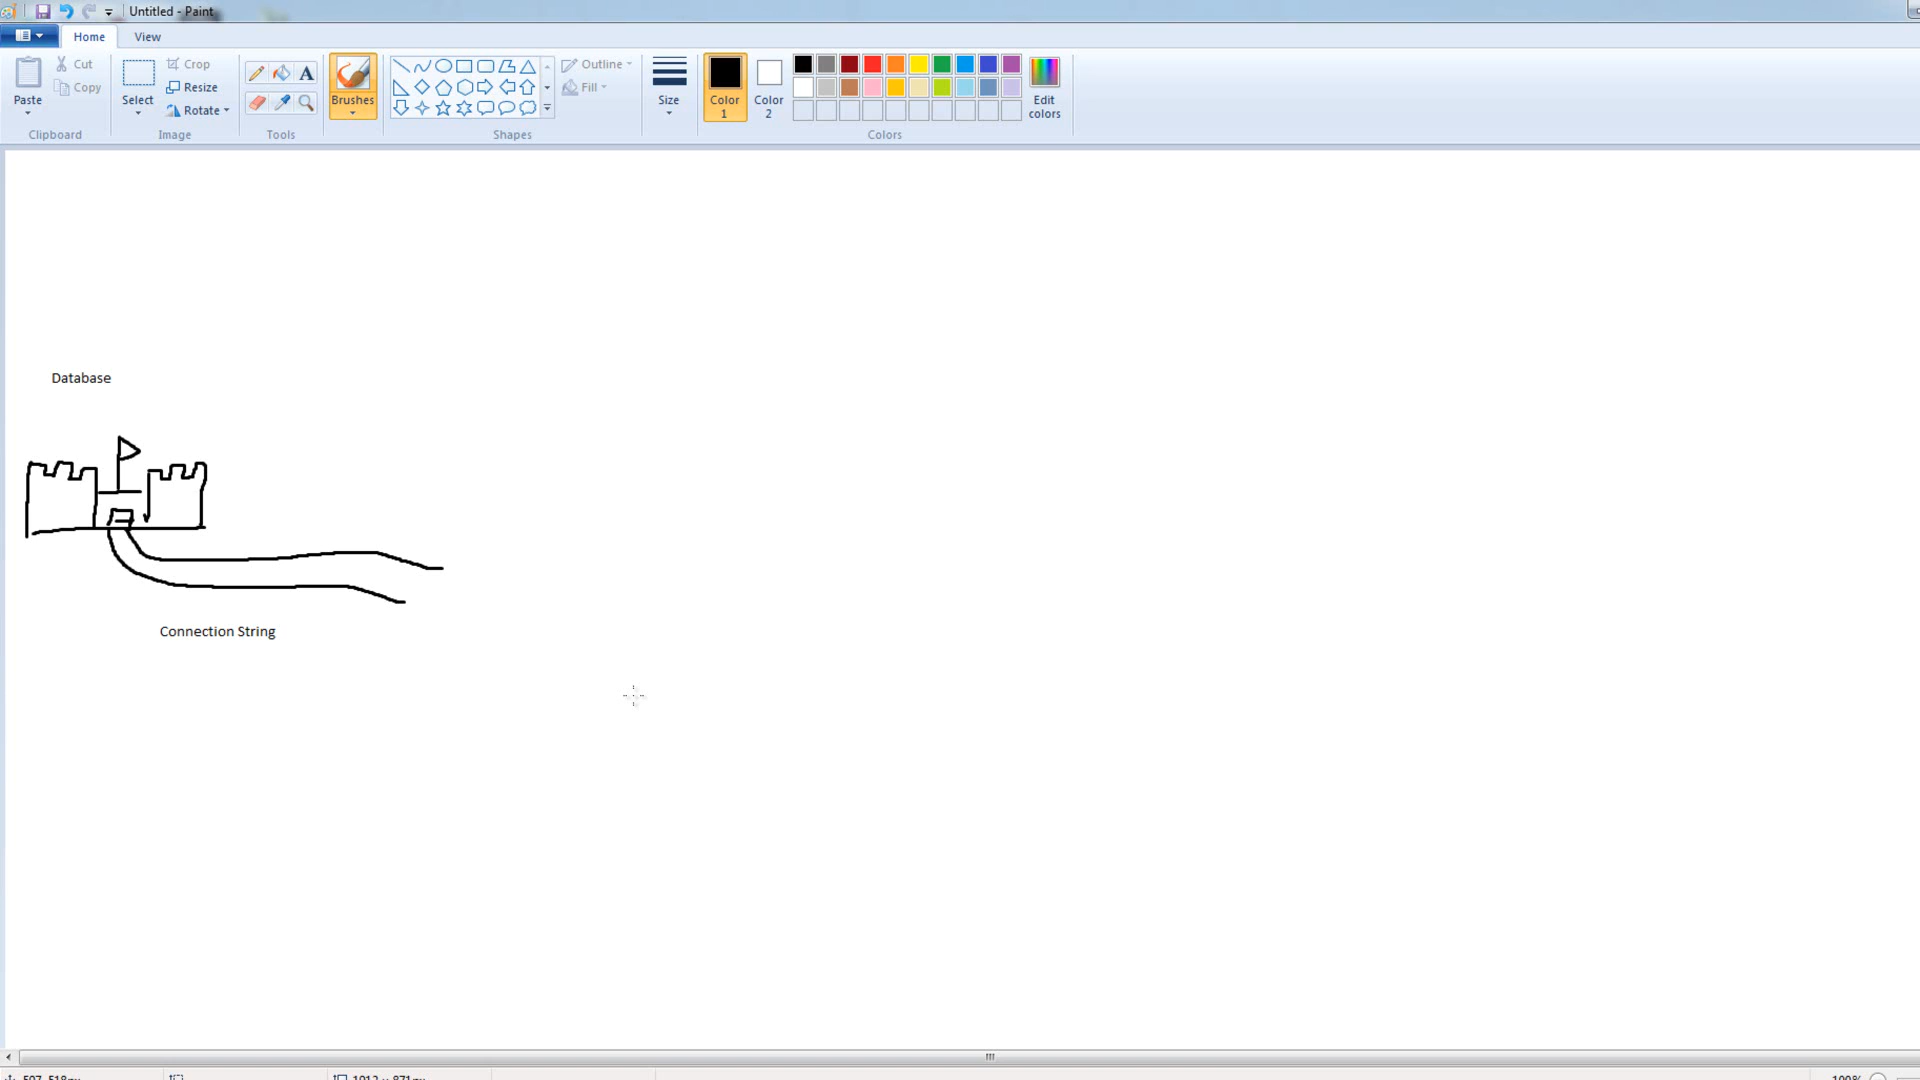 Untitled - Paint
Home
View
Paste
Cut
Copy
Clipboard
Select
Crop
Resize
Rotate
Image
A
Tools
Brushes
Outline
Fill
Shapes
Size
Color
1
Color
2
Edit
colors
Colors
Database
Connection String